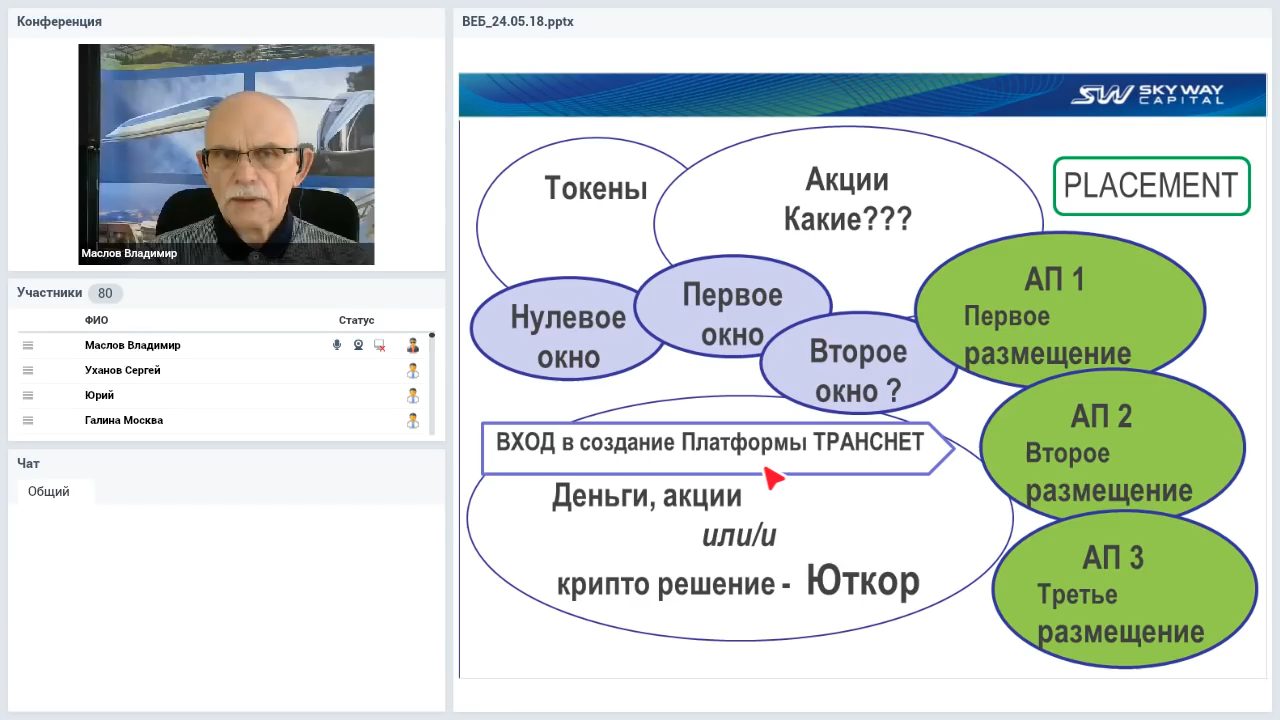 Конференция
Маслов Владимир
Участники 80
ФИО Статус
Маслов Владимир
Уханов Сергей
Юрий
Галина Москва
Чат
Общий
ВЕБ_24.05.18.pptx
SW SKY WAY
CAPITAL
Токены
Акции
Какие???
PLACEMENT
Нулевое
окно
Первое
окно
Второе
окно ?
АП 1
Первое
размещение
АП 2
Второе
размещение
АП 3
Третье
размещение
ВХОД в создание Платформы ТРАНСНЕТ
Деньги, акции
или/и
крипто решение - Юткор